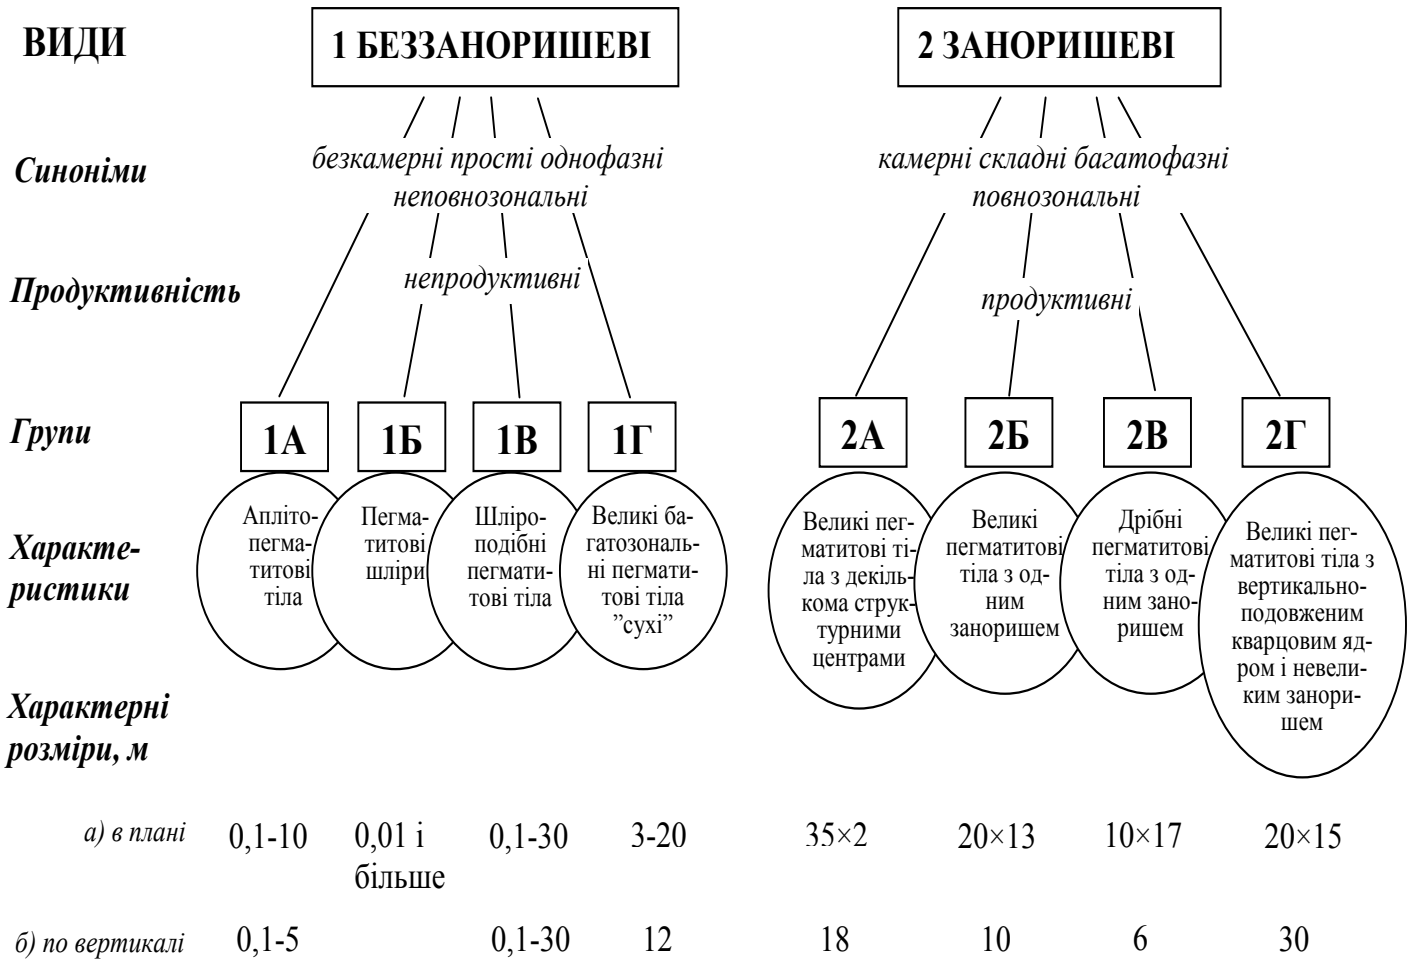 ВИДИ
1 БЕЗЗАНОРИШЕВІ
2 ЗАНОРИШЕВІ
Синоніми
безкамерні прості однофазні
неповнозональні
камерні складні багатофазні
повнозональні
Продуктивність
непродуктивні
продуктивні
Групи
1А
1Б
1В
1Г
2А
2Б
2В
2Г
Характе-
ристики
Апліто-
пегма-
титові
тіла
Пегма-
титові
шліри
Шліро-
подібні
пегмати-
тові тіла
Великі ба-
гатозональ-
ні пегмати-
тові тіла
”сухі”
Великі пег-
матитові ті-
ла з декіль-
кома струк-
турними
центрами
Великі
пегматитові
тіла з од-
ним
заноришем
Дрібні
пегматитові
тіла з од-
ним зано-
ришем
Великі пег-
матитові тіла з
вертикально-
подовженим
кварцовим яд-
ром і невели-
ким занори-
шем
Характерні
розміри, м
а) в плані
0,1-10
0,01 і
більше
0,1-30
3-20
35×2
20×13
10×17
20×15
б) по вертикалі
0,1-5
0,1-30
12
18
10
6
30